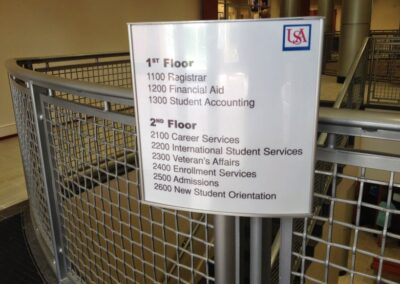 USA
1ST Floor
1100 Registrar
1200 Financial Aid
1300 Student Accounting
2ND Floor
2100 Career Services
2200 International Student Services
2300 Veteran's Affairs
2400 Enrollment Services
2500 Admissions
2600 New Student Orientation